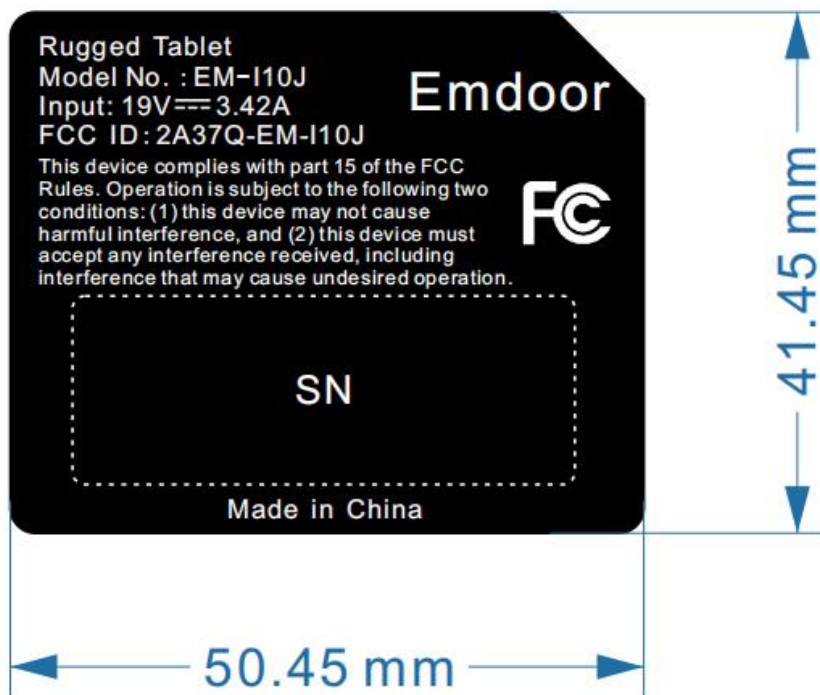 Rugged Tablet
Model No. : EM-I10J
Input: 19V⎓3.42A
FCC ID: 2A37Q-EM-I10J
Emdoor
This device complies with part 15 of the FCC
Rules. Operation is subject to the following two
conditions: (1) this device may not cause
harmful interference, and (2) this device must
accept any interference received, including
interference that may cause undesired operation.
FC
SN
Made in China
41.45 mm
50.45 mm